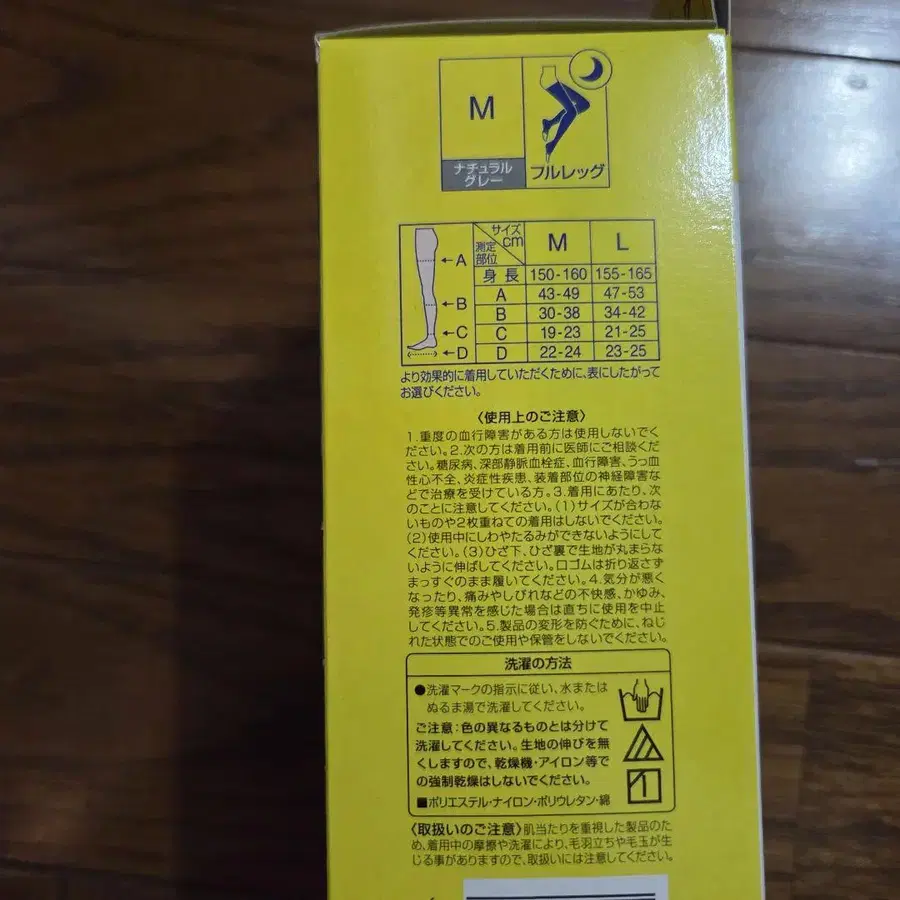 M
ナチュラル
グレー
フルレッグ
サイズ
cm
測定
部位
M
L
身長 150-160 155-165
A 43-49 47-53
B 30-38 34-42
C 19-23 21-25
D 22-24 23-25
←A
←B
←C
←D
より効果的に着用していただくために、表にしたがって
お選びください。
〈使用上のご注意〉
1.重度の血行障害がある方は使用しないでく
ださい。2.次の方は着用前に医師にご相談くだ
さい。糖尿病、深部静脈血栓症、血行障害、うっ血
性心不全、炎症性疾患、装着部位の神経障害な
どで治療を受けている方。3.着用にあたり、次
のことに注意してください。(1)サイズが合わな
いものや2枚重ねての着用はしないでください。
(2)使用中にしわやたるみができないようにして
ください。(3)ひざ下、ひざ裏で生地が丸まらな
いように伸ばしてください。口ゴムは折り返さず
まっすぐのまま履いてください。4.気分が悪く
なったり、痛みやしびれなどの不快感、かゆみ、
発疹等異常を感じた場合は直ちに使用を中止
してください。5.製品の変形を防ぐために、ねじ
れた状態でのご使用や保管をしないでください。
洗濯の方法
●洗濯マークの指示に従い、水または
ぬるま湯で洗濯してください。
ご注意:色の異なるものとは分けて
洗濯してください。生地の伸びを無
くしますので、乾燥機・アイロン等で
の強制乾燥はしないでください。
■ポリエステル・ナイロン・ポリウレタン・綿
〈取扱いのご注意〉肌当たりを重視した製品のた
め、着用中の摩擦や洗濯により、毛羽立ちや毛玉が生
じる事がありますので、取扱いには注意してください。